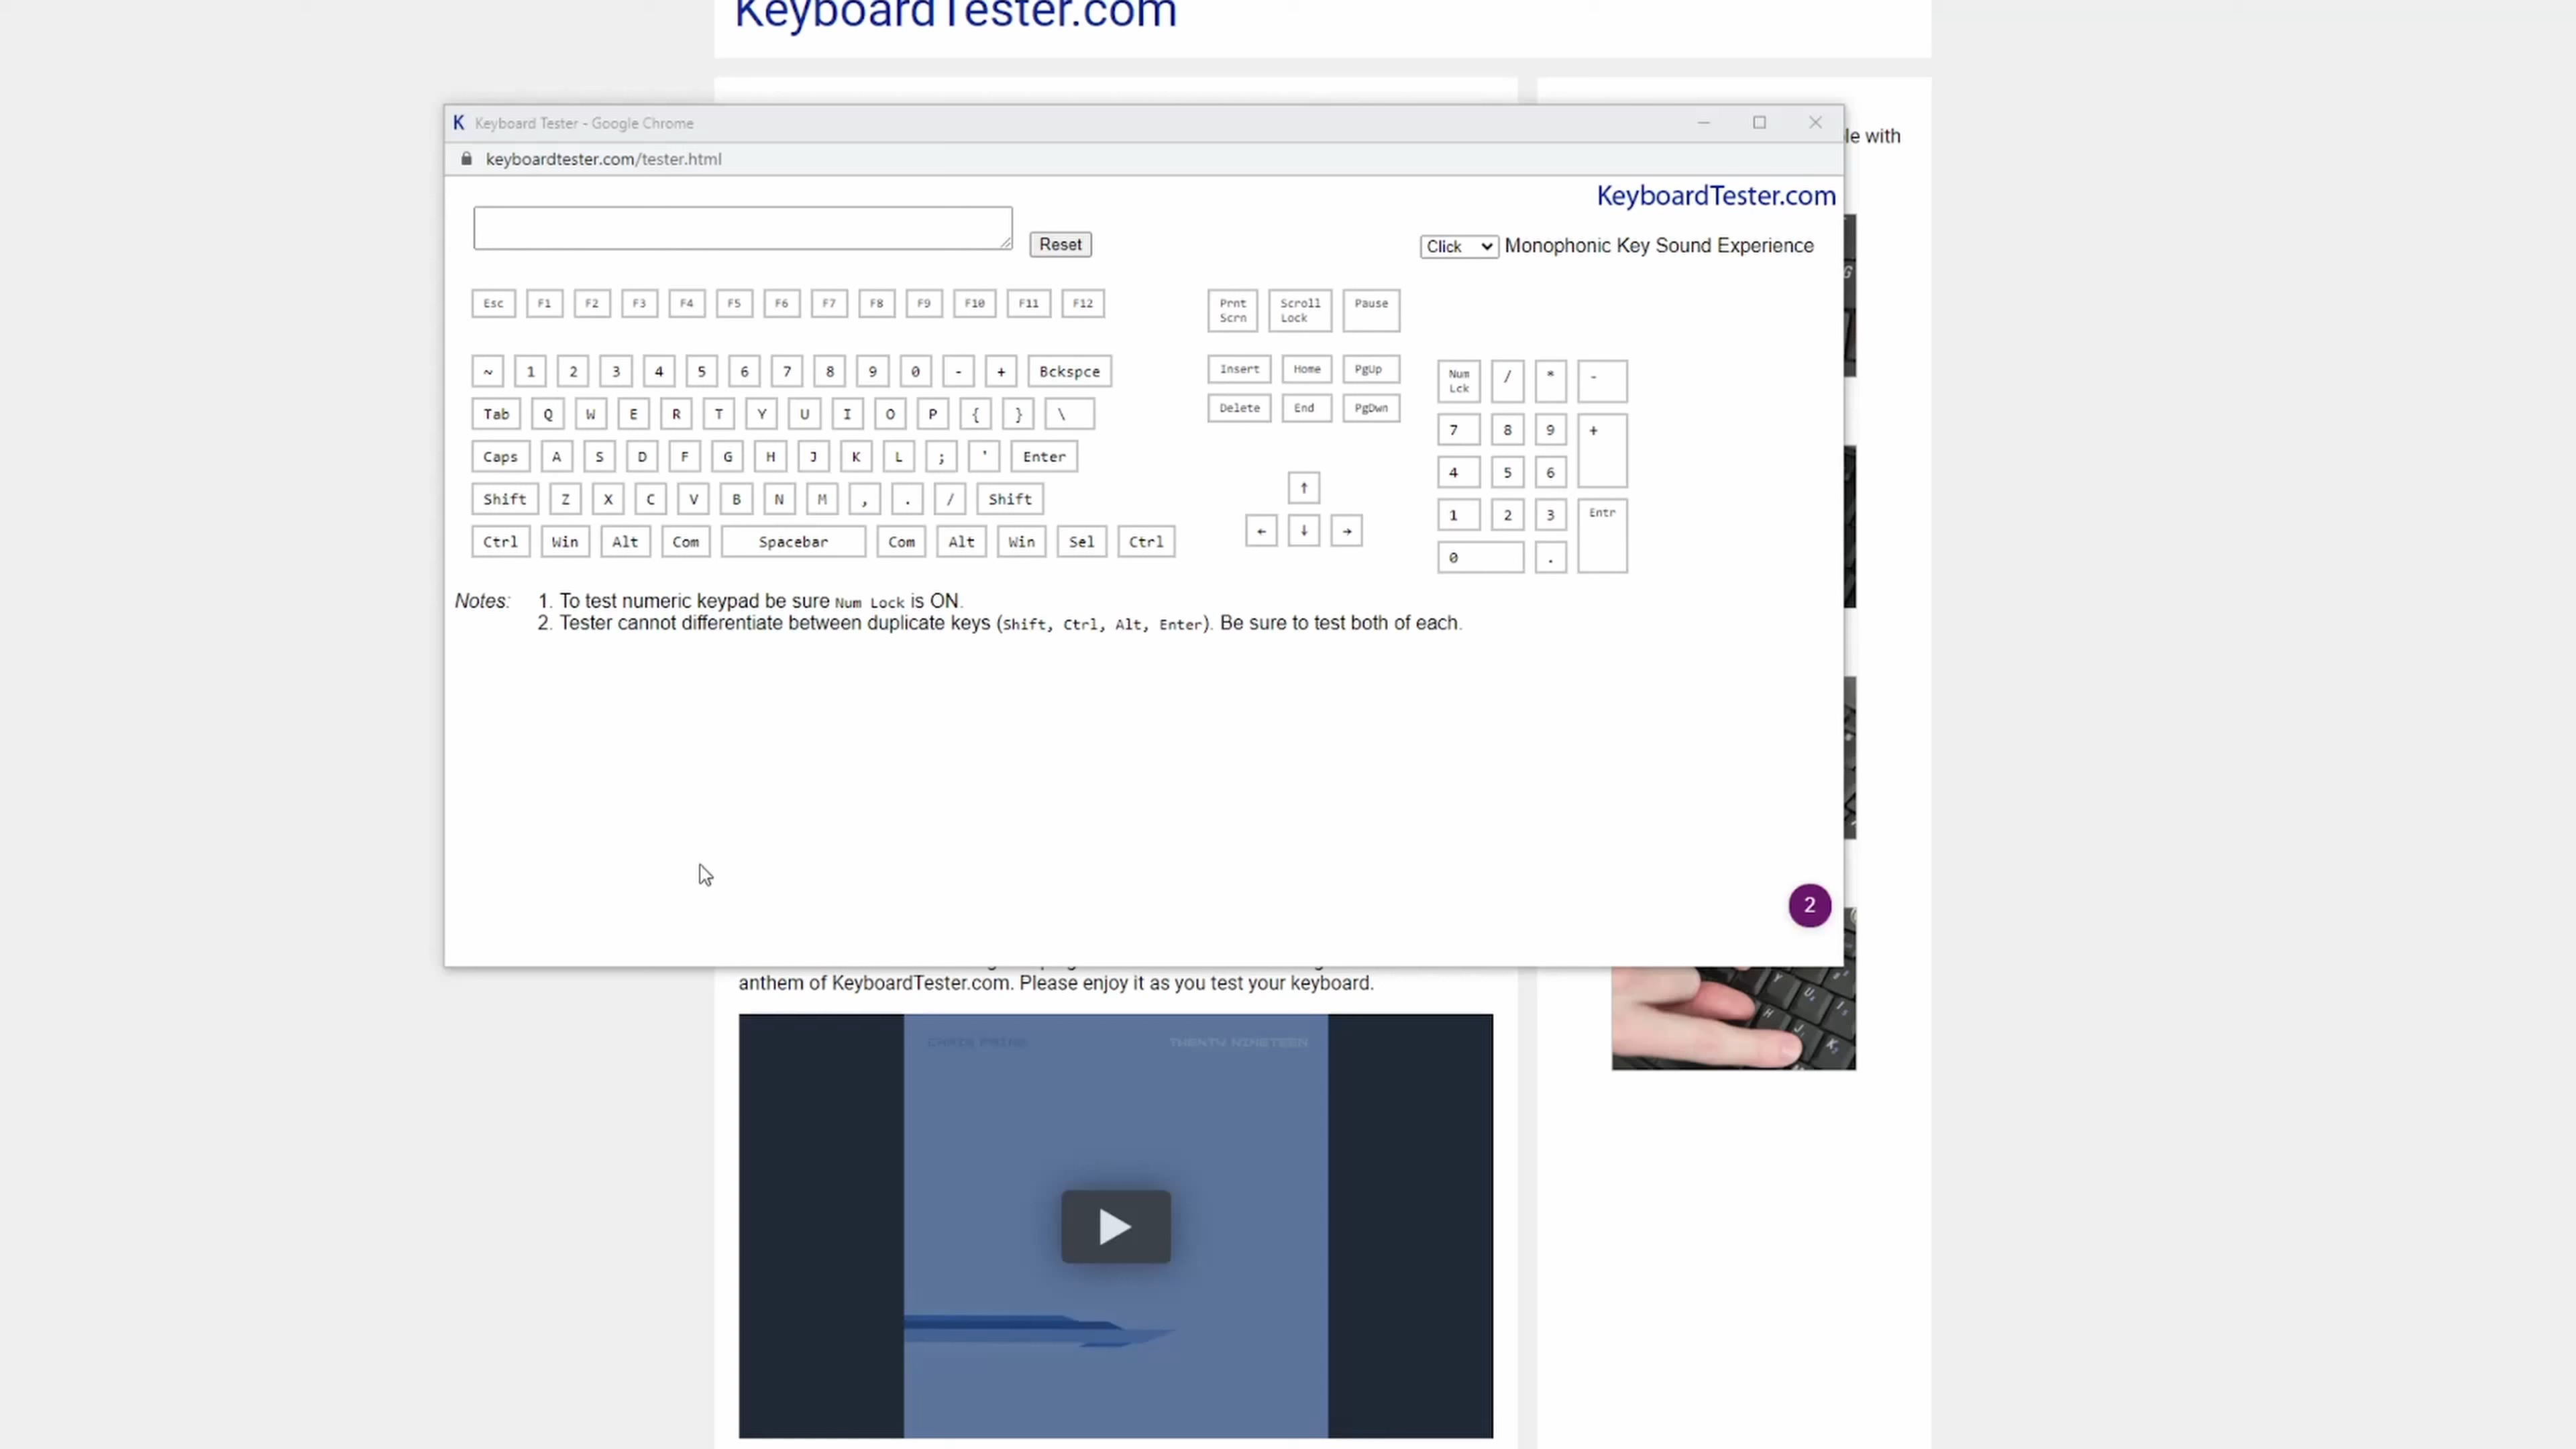 KeyboardTester.com
Keyboard Tester - Google Chrome
le with
keyboardtester.com/tester.html
KeyboardTester.com
Reset
Click Monophonic Key Sound Experience
Esc F1 F2 F3 F4 F5 F6 F7 F8 F9 F10 F11 F12
Prnt Scroll Pause
Scrn Lock
~ 1 2 3 4 5 6 7 8 9 0 - + Bckspce
Insert Home PgUp
Num / * -
Lck
Tab Q W E R T Y U I O P { } \
Delete End PgDwn
7 8 9 +
Caps A S D F G H J K L ; ' Enter
4 5 6
Shift Z X C V B N M , . / Shift
↑
1 2 3 Entr
Ctrl Win Alt Com Spacebar Com Alt Win Sel Ctrl
← ↓ →
0 .
Notes: 1. To test numeric keypad be sure Num Lock is ON.
2. Tester cannot differentiate between duplicate keys (Shift, Ctrl, Alt, Enter). Be sure to test both of each.
2
anthem of KeyboardTester.com. Please enjoy it as you test your keyboard.
TWENTY NINETEEN
Y U I
H J K